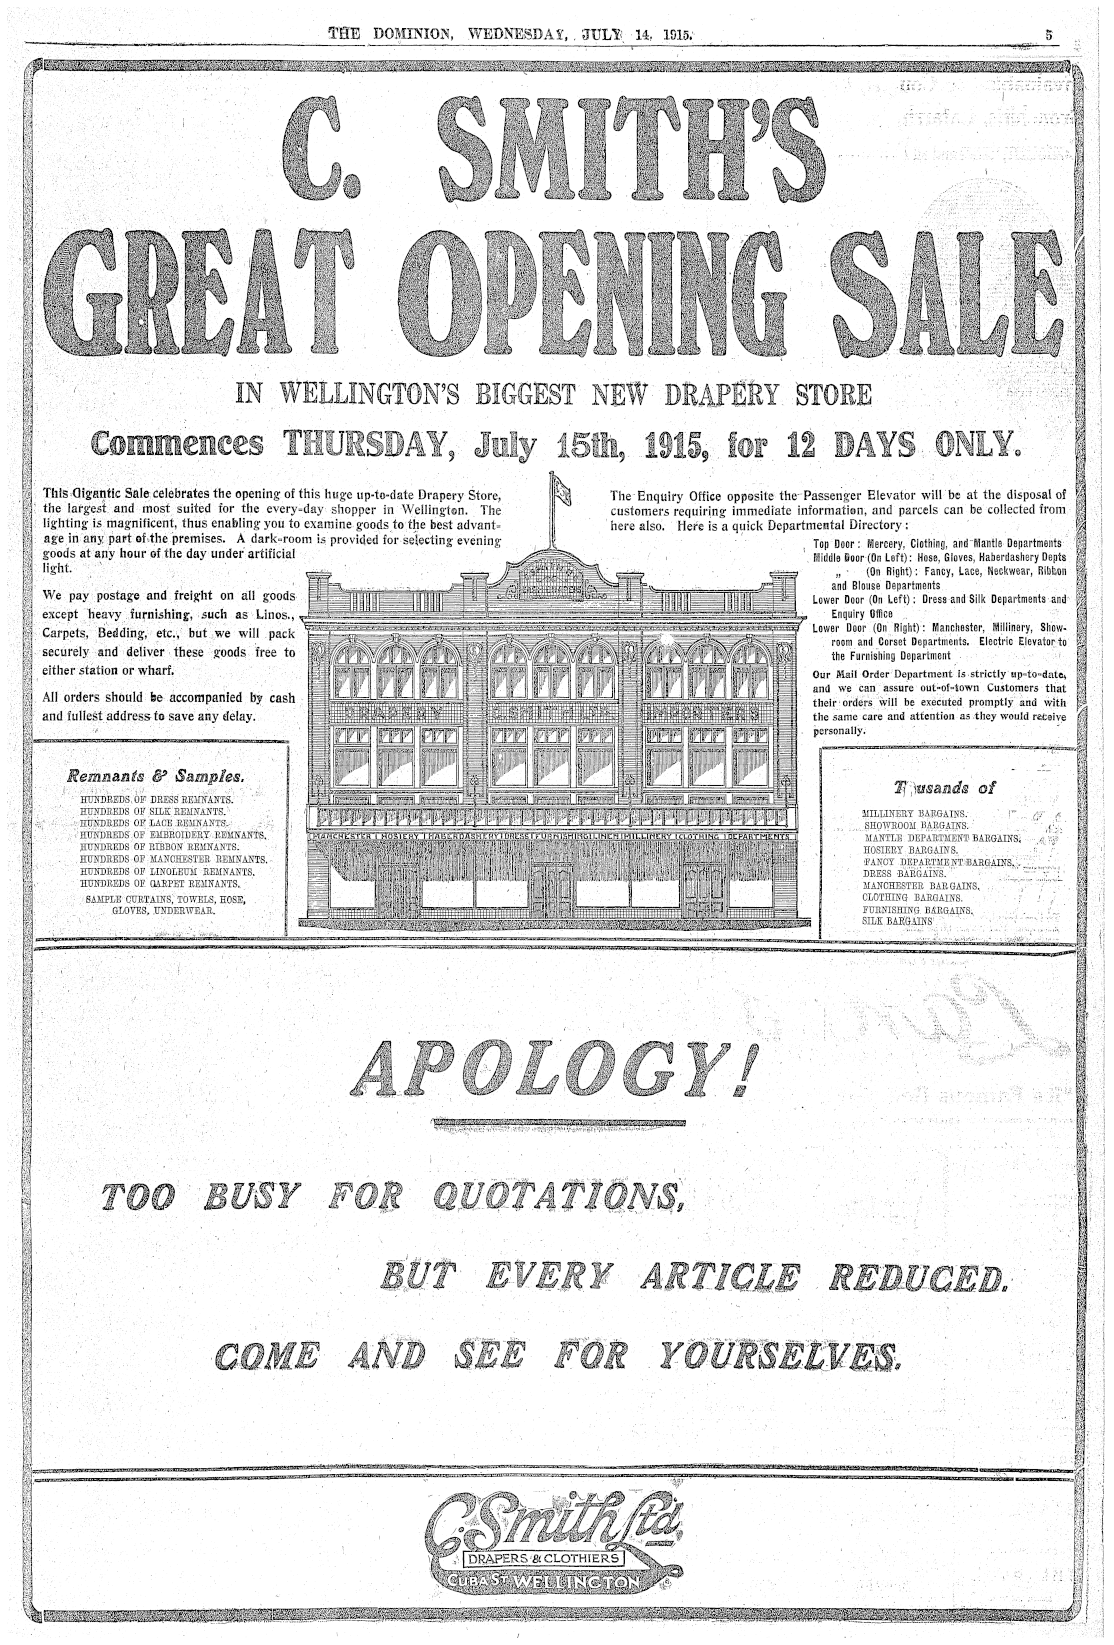 THE DOMINION, WEDNESDAY, JULY 14, 1915.
5
C. SMITH'S
GREAT OPENING SALE
IN WELLINGTON'S BIGGEST NEW DRAPERY STORE
Commences THURSDAY, July 15th, 1915, for 12 DAYS ONLY.
This Gigantic Sale celebrates the opening of this huge up-to-date Drapery Store,
the largest and most suited for the every-day shopper in Wellington. The
lighting is magnificent, thus enabling you to examine goods to the best advant-
age in any part of the premises. A dark-room is provided for selecting evening
goods at any hour of the day under artificial
light.
We pay postage and freight on all goods
except heavy furnishing, such as Linos.,
Carpets, Bedding, etc., but we will pack
securely and deliver these goods free to
either station or wharf.
All orders should be accompanied by cash
and fullest address to save any delay.
The Enquiry Office opposite the Passenger Elevator will be at the disposal of
customers requiring immediate information, and parcels can be collected from
here also. Here is a quick Departmental Directory:
Top Door: Mercery, Clothing, and Mantle Departments
Middle Door (On Left): Hose, Gloves, Haberdashery Depts
„ (On Right): Fancy, Lace, Neckwear, Ribbon
and Blouse Departments
Lower Door (On Left): Dress and Silk Departments and
Enquiry Office
Lower Door (On Right): Manchester, Millinery, Show-
room and Corset Departments. Electric Elevator to
the Furnishing Department
Our Mail Order Department is strictly up-to-date,
and we can assure out-of-town Customers that
their orders will be executed promptly and with
the same care and attention as they would receive
personally.
DRAPERY C. SMITH LTD IMPORTERS
MANCHESTER | HOSIERY | HABERDASHERY | DRESS | FURNISHING | LINEN | MILLINERY | CLOTHING | DEPARTMENTS
Remnants & Samples.
HUNDREDS OF DRESS REMNANTS.
HUNDREDS OF SILK REMNANTS.
HUNDREDS OF LACE REMNANTS.
HUNDREDS OF EMBROIDERY REMNANTS.
HUNDREDS OF RIBBON REMNANTS.
HUNDREDS OF MANCHESTER REMNANTS.
HUNDREDS OF LINOLEUM REMNANTS.
HUNDREDS OF CARPET REMNANTS.
SAMPLE CURTAINS, TOWELS, HOSE,
GLOVES, UNDERWEAR.
T usands of
MILLINERY BARGAINS.
SHOWROOM BARGAINS.
MANTLE DEPARTMENT BARGAINS.
HOSIERY BARGAINS.
FANCY DEPARTMENT BARGAINS.
DRESS BARGAINS.
MANCHESTER BARGAINS.
CLOTHING BARGAINS.
FURNISHING BARGAINS.
SILK BARGAINS
APOLOGY!
TOO BUSY FOR QUOTATIONS,
BUT EVERY ARTICLE REDUCED.
COME AND SEE FOR YOURSELVES.
C. Smith Ltd.
DRAPERS & CLOTHIERS
CUBA ST WELLINGTON